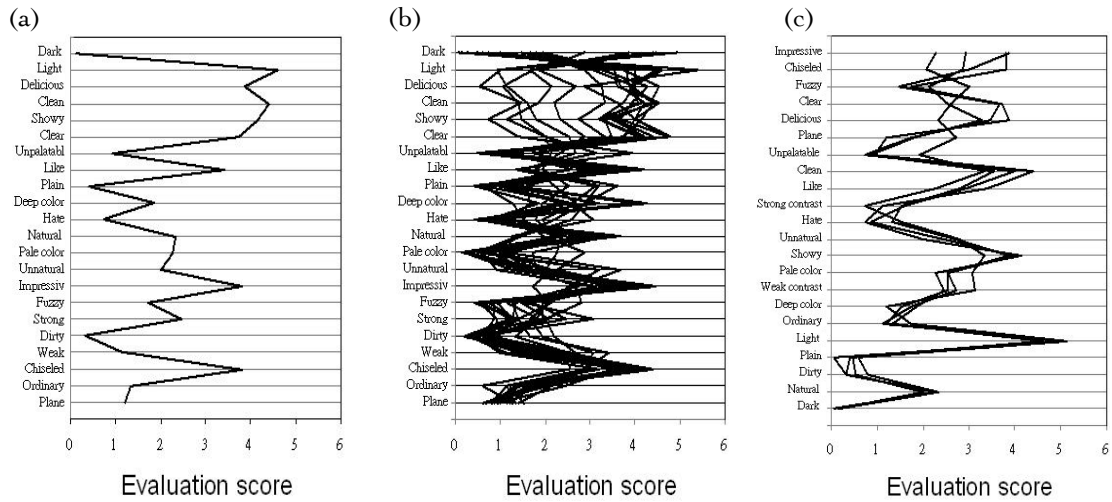 (a)
Dark
Light
Delicious
Clean
Showy
Clear
Unpalatabl
Like
Plain
Deep color
Hate
Natural
Pale color
Unnatural
Impressiv
Fuzzy
Strong
Dirty
Weak
Chiseled
Ordinary
Plane
0 1 2 3 4 5 6
Evaluation score
(b)
Dark
Light
Delicious
Clean
Showy
Clear
Unpalatabl
Like
Plain
Deep color
Hate
Natural
Pale color
Unnatural
Impressiv
Fuzzy
Strong
Dirty
Weak
Chiseled
Ordinary
Plane
0 1 2 3 4 5 6
Evaluation score
(c)
Impressive
Chiseled
Fuzzy
Clear
Delicious
Plane
Unpalatable
Clean
Like
Strong contrast
Hate
Unnatural
Showy
Pale color
Weak contrast
Deep color
Ordinary
Light
Plain
Dirty
Natural
Dark
0 1 2 3 4 5 6
Evaluation score